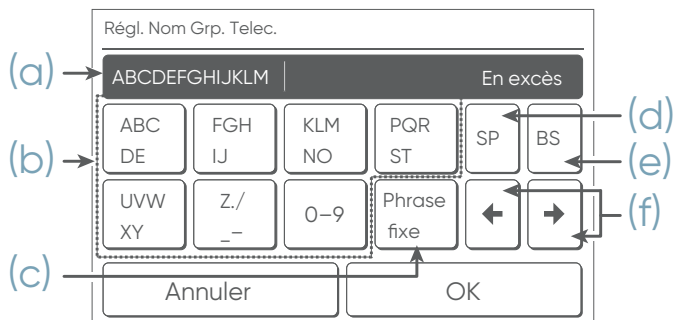 Régl. Nom Grp. Telec.
(a) ABCDEFGHIJKLM En excès
(d)
ABC FGH KLM PQR SP BS
DE IJ NO ST
(b) (e)
UVW Z./ 0–9 Phrase ← →
XY _– fixe
(f)
(c)
Annuler OK